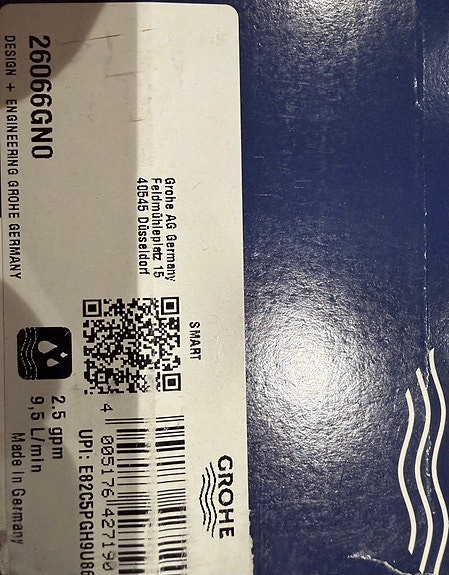 26066GN0
DESIGN + ENGINEERING GROHE GERMANY
Grohe AG Germany
Feldmühleplatz 15
40545 Düsseldorf
SMART
2.5 gpm
9,5 L/min
Made in Germany
4 005176 427190
UPI: E82C5PGH9U86
GROHE